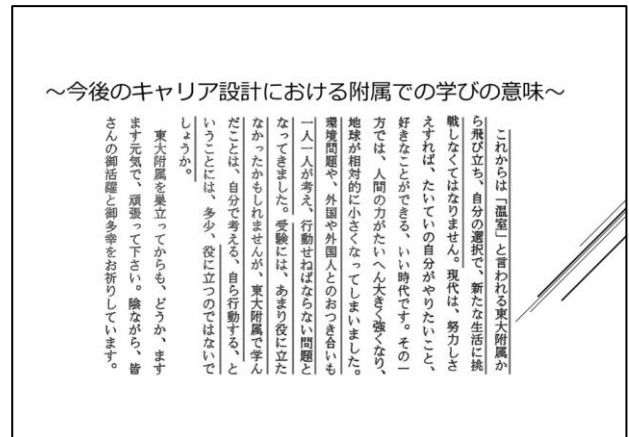 ～今後のキャリア設計における附属での学びの意味～
これからは「温室」と言われる東大附属か
ら飛び立ち、自分の選択で、新たな生活に挑
戦しなくてはなりません。現代は、努力しさ
えすれば、たいていの自分がやりたいこと、
好きなことができる、いい時代です。その一
方では、人間の力がたいへん大きく強くなり、
地球が相対的に小さくなってしまいました。
環境問題や、外国や外国人とのおつき合いも
一人一人が考え、行動せねばならない問題と
なってきました。受験には、あまり役に立た
なかったかもしれませんが、東大附属で学ん
だことは、自分で考える、自ら行動する、と
いうことには、多少、役に立つのではないで
しょうか。
東大附属を巣立ってからも、どうか、ます
ます元気で、頑張って下さい。陰ながら、皆
さんの御活躍と御多幸をお祈りしています。